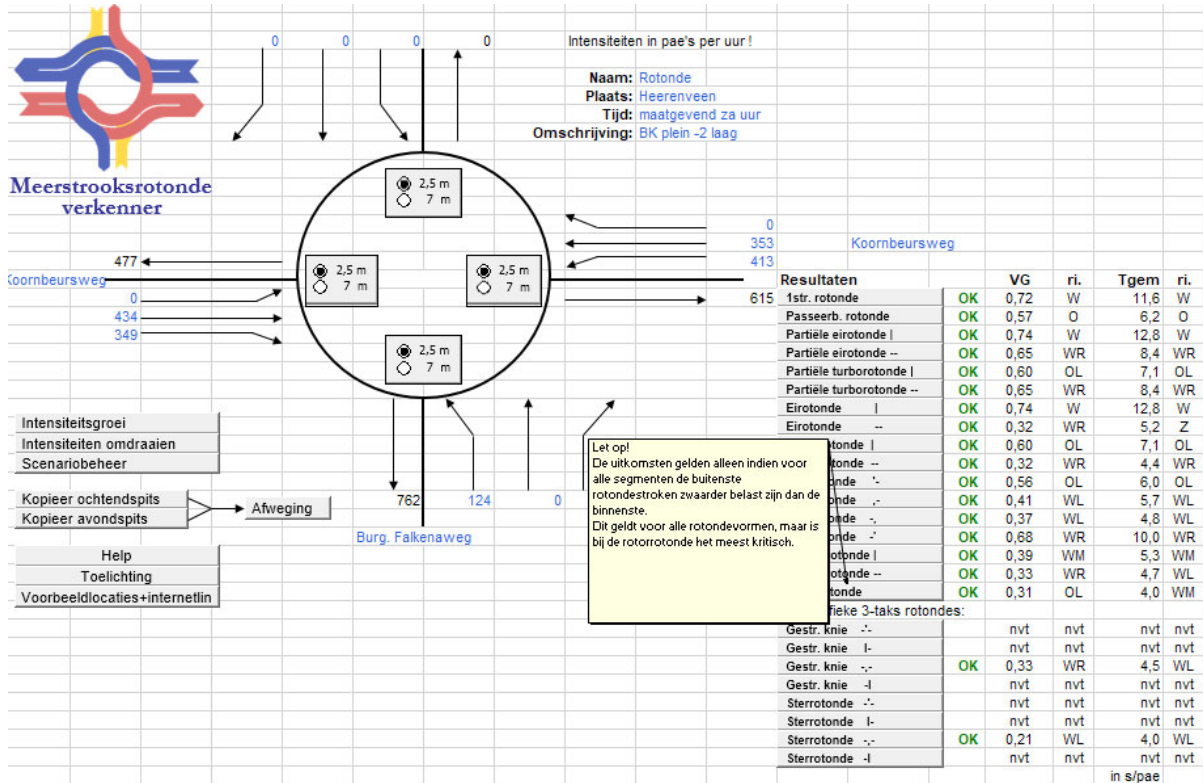 0 0 0 0 Intensiteiten in pae's per uur !
Naam: Rotonde
Plaats: Heerenveen
Tijd: maatgevend za uur
Omschrijving: BK plein -2 laag
Meerstrooksrotonde
verkenner
2,5 m
7 m
0
353 Koornbeursweg
413
477
2,5 m
7 m
2,5 m
7 m
Koornbeursweg
0
434
349
615
2,5 m
7 m
762 124 0
Burg. Falkenaweg
Intensiteitsgroei
Intensiteiten omdraaien
Scenariobeheer
Kopieer ochtendspits
Kopieer avondspits
Afweging
Help
Toelichting
Voorbeeldlocaties+internetlin
Let op!
De uitkomsten gelden alleen indien voor
alle segmenten de buitenste
rotondestroken zwaarder belast zijn dan de
binnenste.
Dit geldt voor alle rotondevormen, maar is
bij de rotorrotonde het meest kritisch.
Resultaten VG ri. Tgem ri.
1str. rotonde OK 0,72 W 11,6 W
Passeerb. rotonde OK 0,57 O 6,2 O
Partiële eirotonde | OK 0,74 W 12,8 W
Partiële eirotonde -- OK 0,65 WR 8,4 WR
Partiële turborotonde | OK 0,60 OL 7,1 OL
Partiële turborotonde -- OK 0,65 WR 8,4 WR
Eirotonde | OK 0,74 W 12,8 W
Eirotonde -- OK 0,32 WR 5,2 Z
tonde | OK 0,60 OL 7,1 OL
tonde -- OK 0,32 WR 4,4 WR
onde '- OK 0,56 OL 6,0 OL
onde ,- OK 0,41 WL 5,7 WL
nde -, OK 0,37 WL 4,8 WL
onde -' OK 0,68 WR 10,0 WR
otonde | OK 0,39 WM 5,3 WM
otonde -- OK 0,33 WR 4,7 WL
tonde OK 0,31 OL 4,0 WM
fieke 3-taks rotondes:
Gestr. knie -'- nvt nvt nvt nvt
Gestr. knie |- nvt nvt nvt nvt
Gestr. knie -,- OK 0,33 WR 4,5 WL
Gestr. knie -| nvt nvt nvt nvt
Sterrotonde -'- nvt nvt nvt nvt
Sterrotonde |- nvt nvt nvt nvt
Sterrotonde -,- OK 0,21 WL 4,0 WL
Sterrotonde -| nvt nvt nvt nvt
in s/pae